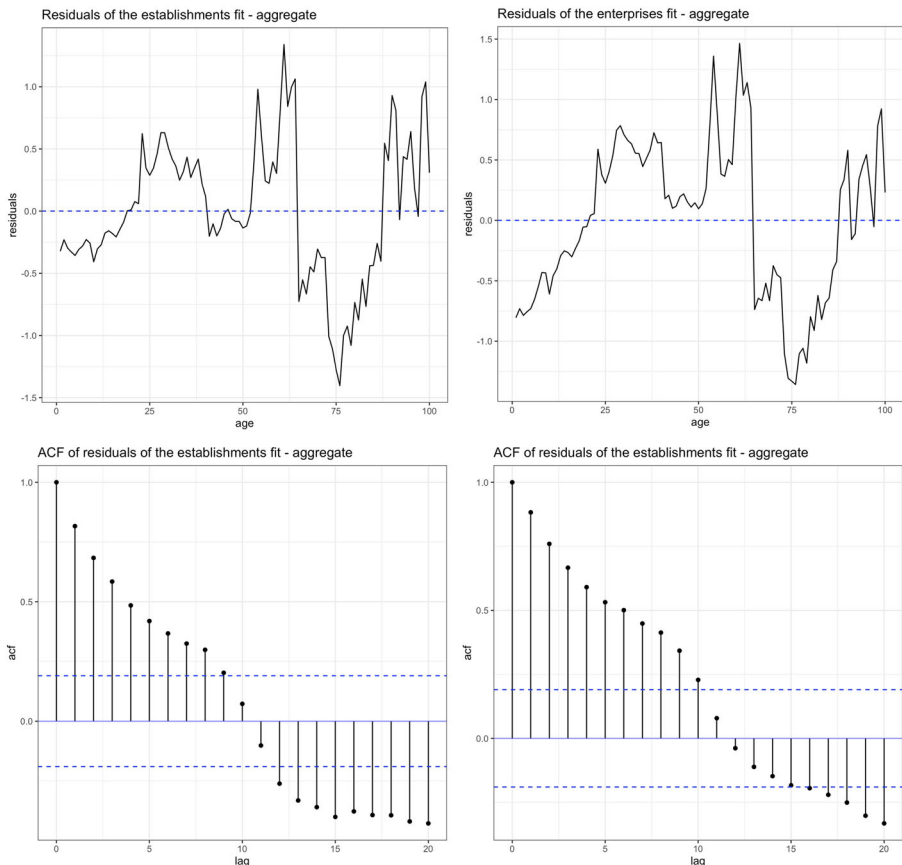 Residuals of the establishments fit - aggregate
1.0
0.5
0.0
-0.5
-1.0
-1.5
residuals
0 25 50 75 100
age
Residuals of the enterprises fit - aggregate
1.5
1.0
0.5
0.0
-0.5
-1.0
residuals
0 25 50 75 100
age
ACF of residuals of the establishments fit - aggregate
1.0
0.5
0.0
acf
0 5 10 15 20
lag
ACF of residuals of the establishments fit - aggregate
1.0
0.5
0.0
acf
0 5 10 15 20
lag